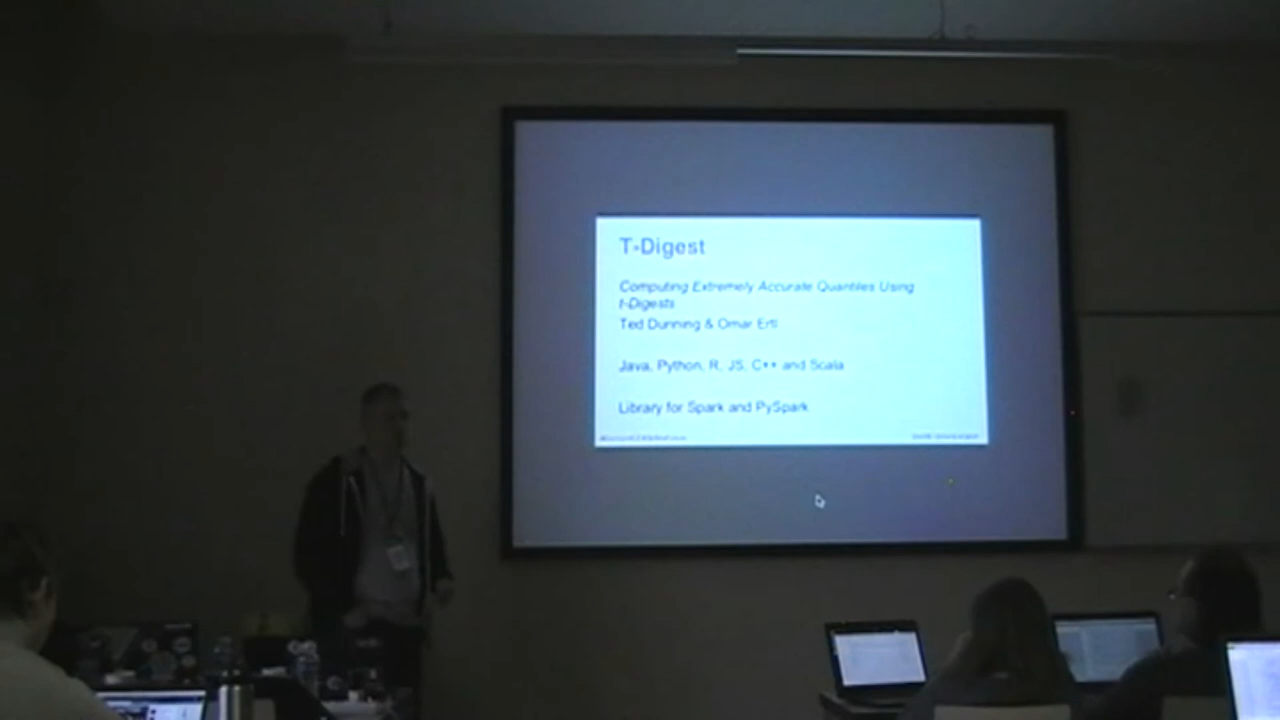 T-Digest
Computing Extremely Accurate Quantiles Using
t-Digests
Ted Dunning & Omar Ertl
Java, Python, R, JS, C++ and Scala
Library for Spark and PySpark